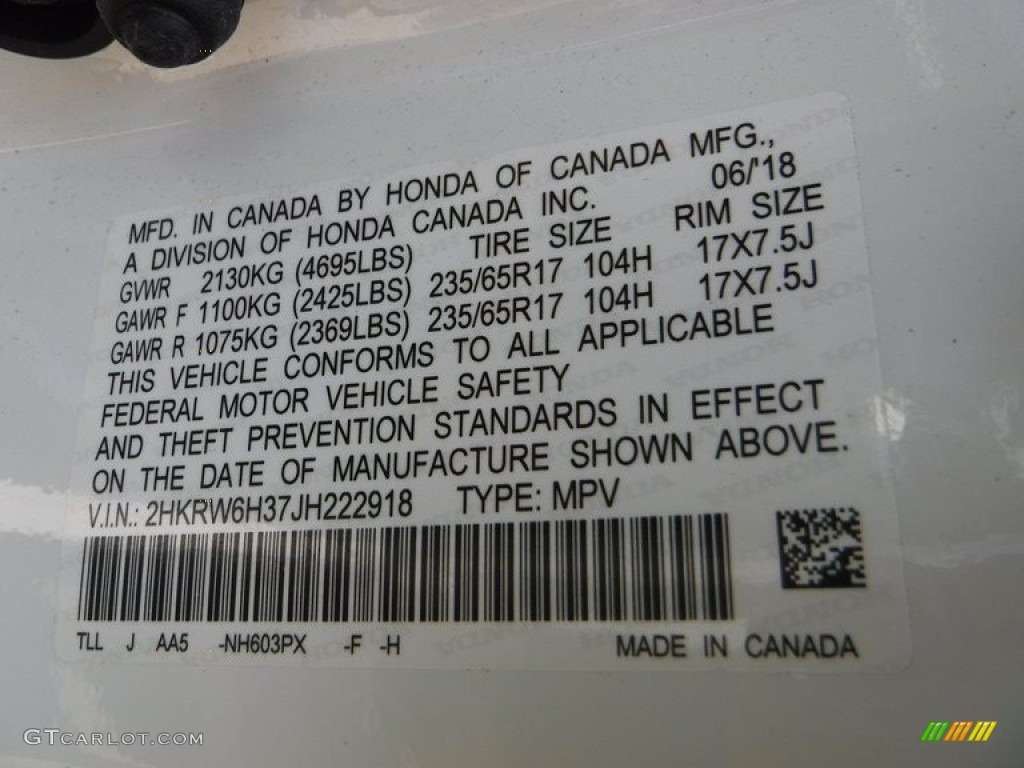 MFD. IN CANADA BY HONDA OF CANADA MFG.,
A DIVISION OF HONDA CANADA INC. 06/'18
GVWR 2130KG (4695LBS) TIRE SIZE RIM SIZE
GAWR F 1100KG (2425LBS) 235/65R17 104H 17X7.5J
GAWR R 1075KG (2369LBS) 235/65R17 104H 17X7.5J
THIS VEHICLE CONFORMS TO ALL APPLICABLE
FEDERAL MOTOR VEHICLE SAFETY
AND THEFT PREVENTION STANDARDS IN EFFECT
ON THE DATE OF MANUFACTURE SHOWN ABOVE.
V.I.N.: 2HKRW6H37JH222918 TYPE: MPV
TLL J AA5 -NH603PX -F -H MADE IN CANADA
GTCARLOT.COM